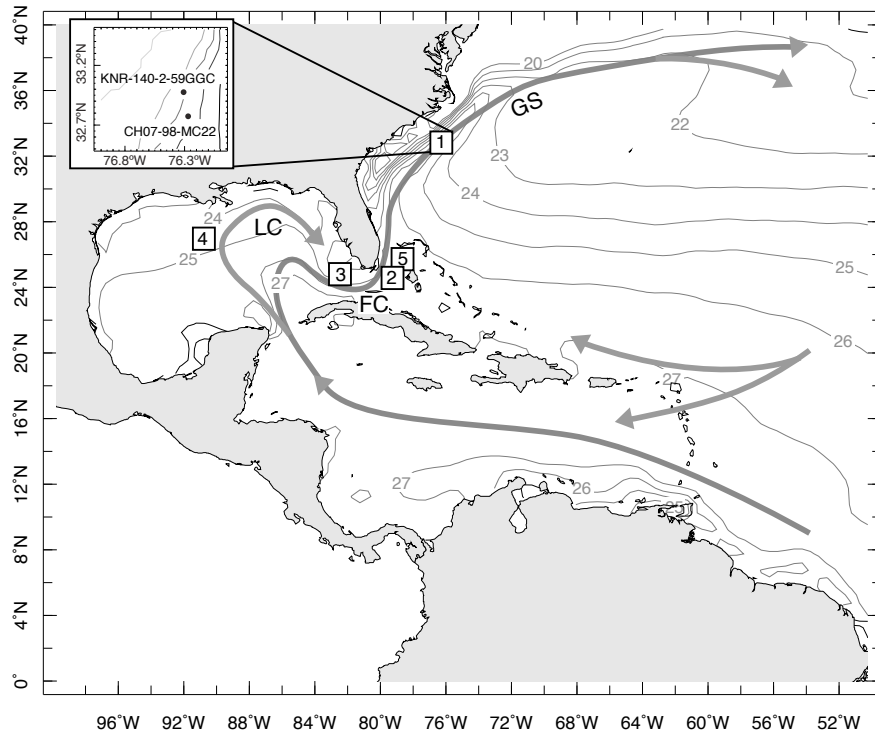 40°N
36°N
32°N
28°N
24°N
20°N
16°N
12°N
8°N
4°N
0°
33.2°N
32.7°N
KNR-140-2-59GGC
CH07-98-MC22
76.8°W 76.3°W
20
GS
1
22
23
24
24
LC
4
25
5
25
3
2
27
FC
26
27
27
26
25
96°W 92°W 88°W 84°W 80°W 76°W 72°W 68°W 64°W 60°W 56°W 52°W